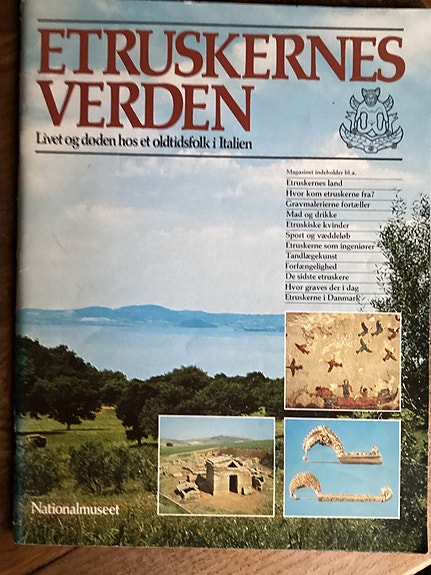 ETRUSKERNES
VERDEN
Livet og døden hos et oldtidsfolk i Italien
Magasinet indeholder bl.a.
Etruskernes land
Hvor kom etruskerne fra?
Gravmalerierne fortæller
Mad og drikke
Etruskiske kvinder
Sport og væddeløb
Etruskerne som ingeniører
Tandlægekunst
Forfængelighed
De sidste etruskere
Hvor graves der i dag
Etruskerne i Danmark
Nationalmuseet